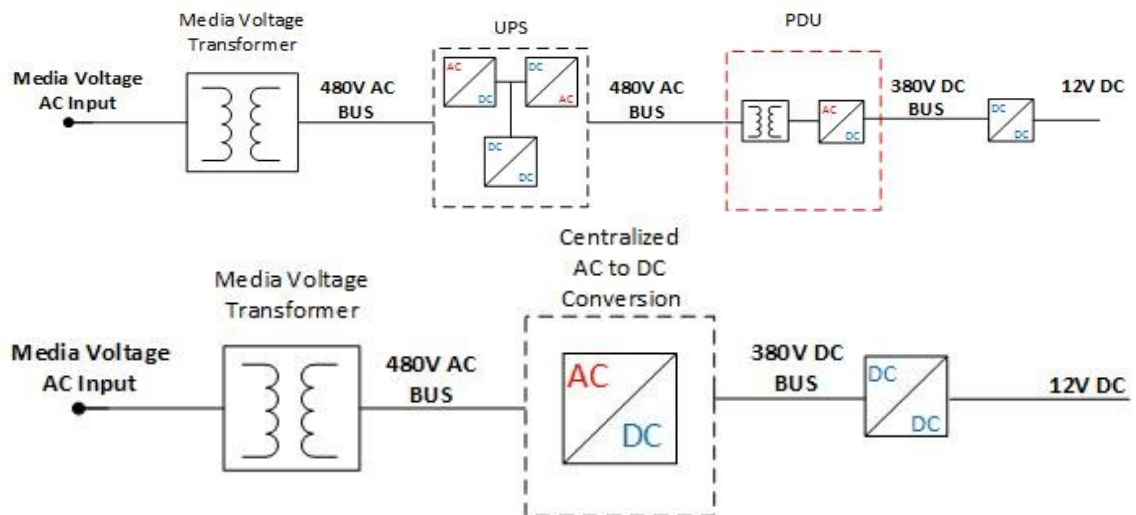 Media Voltage
Transformer
UPS
PDU
Media Voltage
AC Input
480V AC
BUS
AC
DC
DC
AC
DC
DC
480V AC
BUS
AC
DC
380V DC
BUS
DC
DC
12V DC
Centralized
AC to DC
Conversion
Media Voltage
Transformer
Media Voltage
AC Input
480V AC
BUS
AC
DC
380V DC
BUS
DC
DC
12V DC